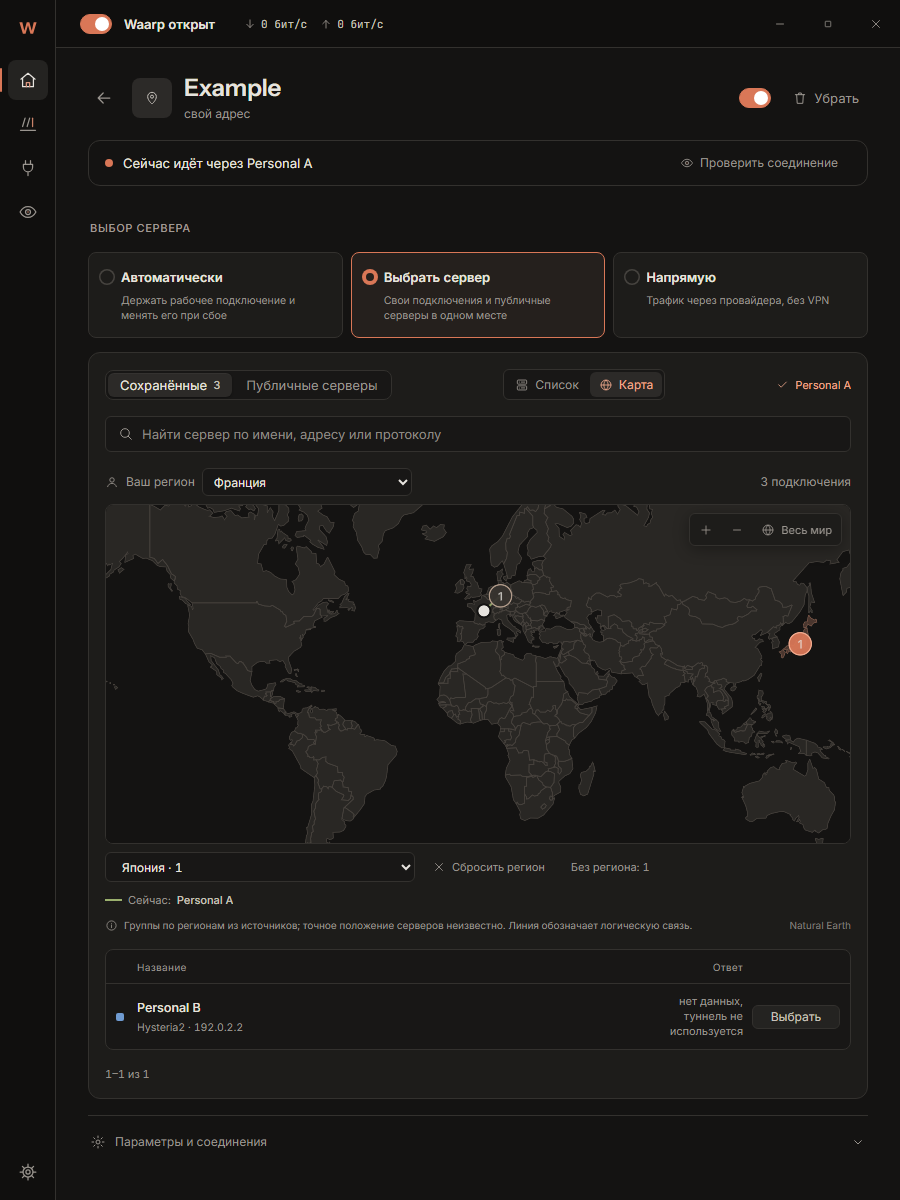 W
Waarp открыт
↓ 0 бит/с ↑ 0 бит/с
Example
свой адрес
Убрать
Сейчас идёт через Personal A
Проверить соединение
ВЫБОР СЕРВЕРА
Автоматически
Держать рабочее подключение и
менять его при сбое
Выбрать сервер
Свои подключения и публичные
серверы в одном месте
Напрямую
Трафик через провайдера, без VPN
Сохранённые 3
Публичные серверы
Список
Карта
Personal A
Найти сервер по имени, адресу или протоколу
Ваш регион
Франция
3 подключения
Весь мир
1
1
Япония · 1
Сбросить регион
Без региона: 1
Сейчас: Personal A
Группы по регионам из источников; точное положение серверов неизвестно. Линия обозначает логическую связь.
Natural Earth
Название
Ответ
Personal B
Hysteria2 · 192.0.2.2
нет данных,
туннель не
используется
Выбрать
1–1 из 1
Параметры и соединения